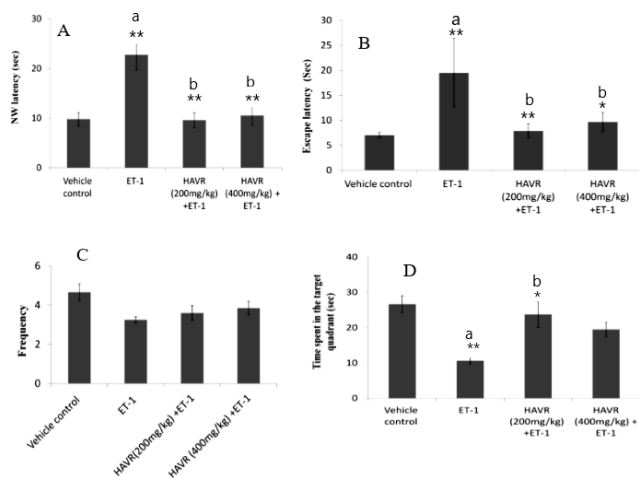 A
NW latency (sec)
30
20
10
0
a
**
b
**
b
**
Vehicle
control
ET-1
HAVR
(200mg/kg)
+ET-1
HAVR
(400mg/kg) +
ET-1
B
Escape latency (Sec)
30
25
20
15
10
5
0
a
**
b
**
b
*
Vehicle control
ET-1
HAVR
(200mg/kg)
+ET-1
HAVR
(400mg/kg)
+ET-1
C
Frequency
6
4
2
0
Vehicle control
ET-1
HAVR(200mg/kg) +ET-1
HAVR (400mg/kg) +ET-1
D
Time spent in the target
quadrant (sec)
40
30
20
10
0
a
**
b
*
Vehicle
control
ET-1
HAVR
(200mg/kg)
+ET-1
HAVR
(400mg/kg) +
ET-1